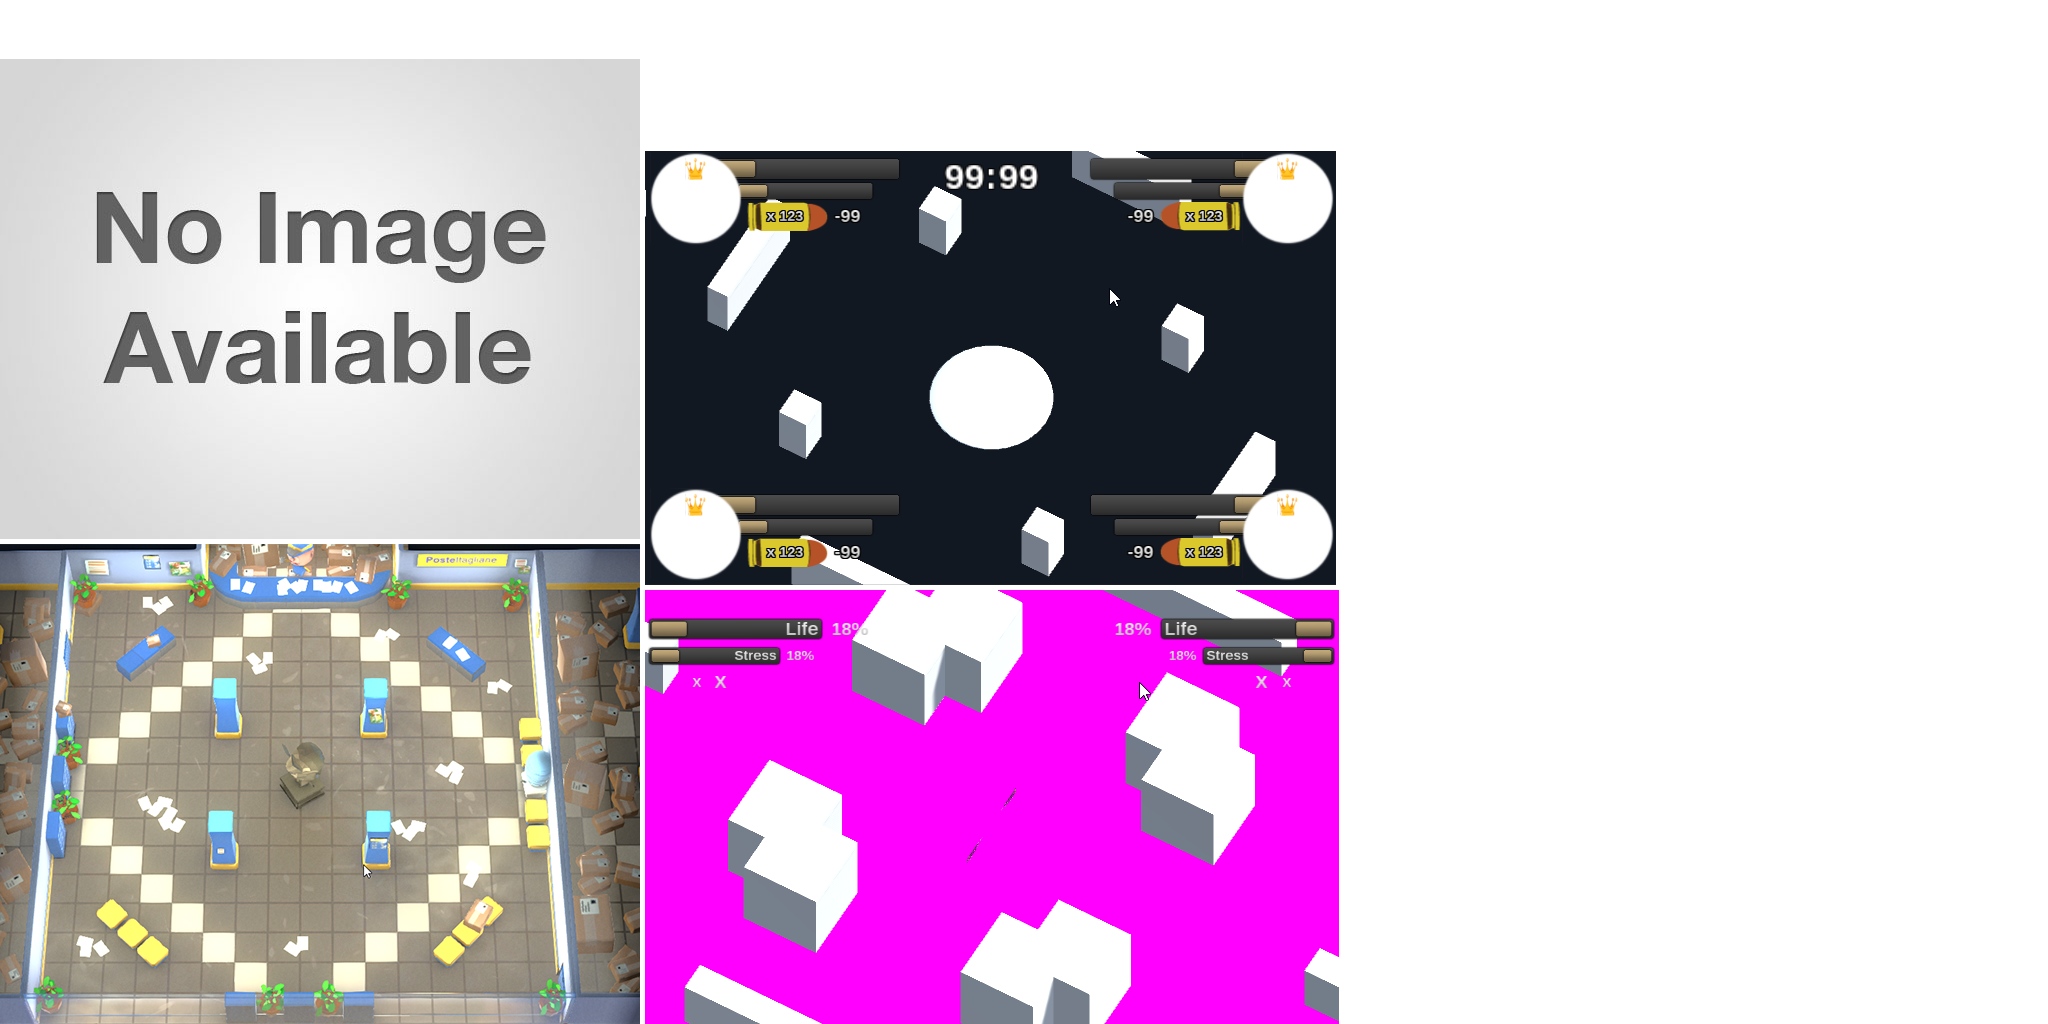 No Image
Available
99:99
x 123 -99
-99 x 123
x 123 -99
-99 x 123
PosteItagliane
Life 18%
Stress 18%
x X
18% Life
18% Stress
X x